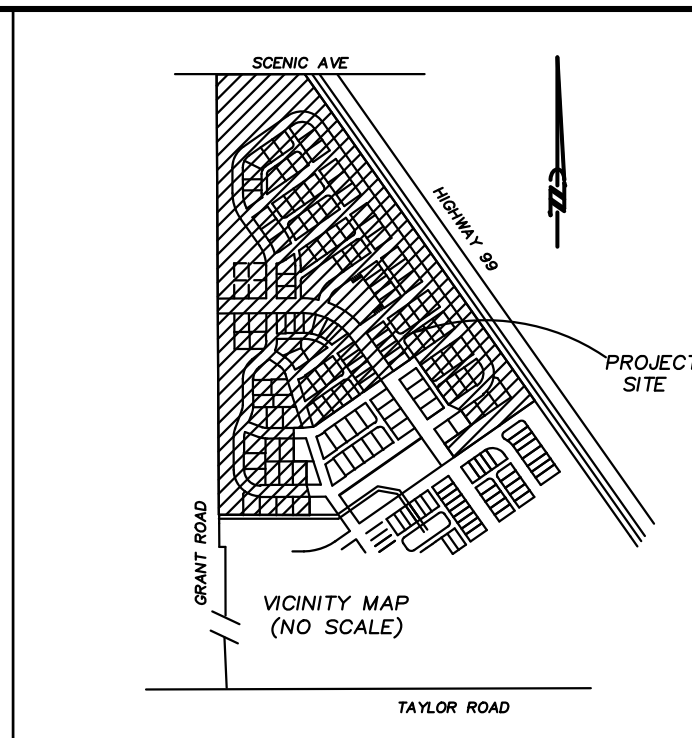 SCENIC AVE
HIGHWAY 99
PROJECT
SITE
GRANT ROAD
VICINITY MAP
(NO SCALE)
TAYLOR ROAD